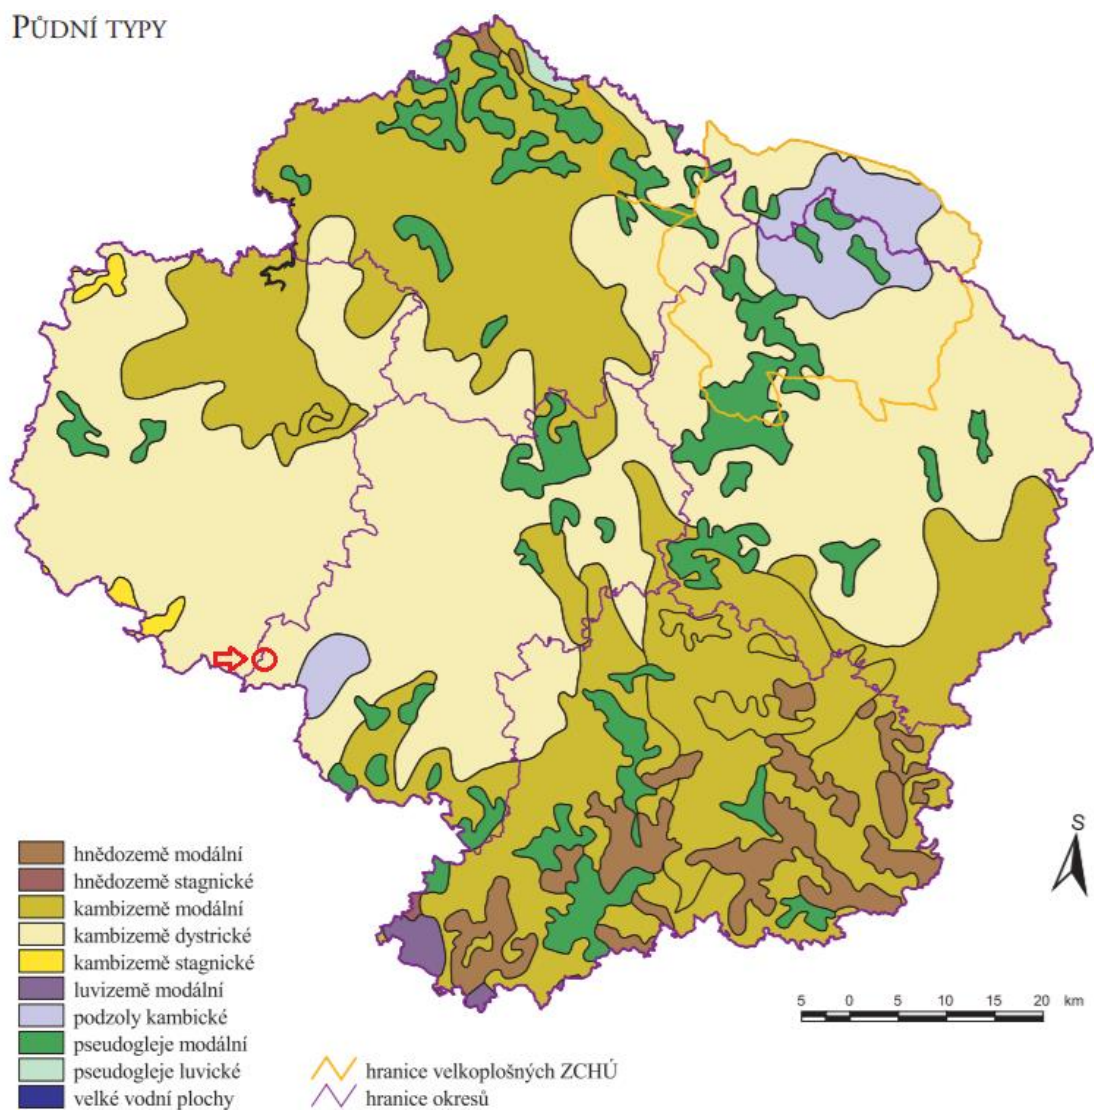 PŮDNÍ TYPY
S
hnědozemě modální
hnědozemě stagnické
kambizemě modální
kambizemě dystrické
kambizemě stagnické
luvizemě modální
podzoly kambické
pseudogleje modální
pseudogleje luvické
velké vodní plochy
hranice velkoplošných ZCHÚ
hranice okresů
5 0 5 10 15 20 km